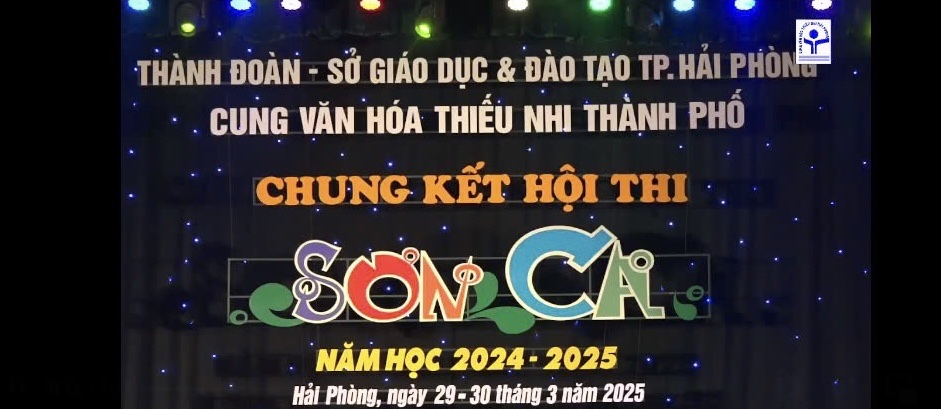 THÀNH ĐOÀN - SỞ GIÁO DỤC & ĐÀO TẠO TP. HẢI PHÒNG
CUNG VĂN HÓA THIẾU NHI THÀNH PHỐ
CHUNG KẾT HỘI THI
SƠN CA
NĂM HỌC 2024 - 2025
Hải Phòng, ngày 29 - 30 tháng 3 năm 2025